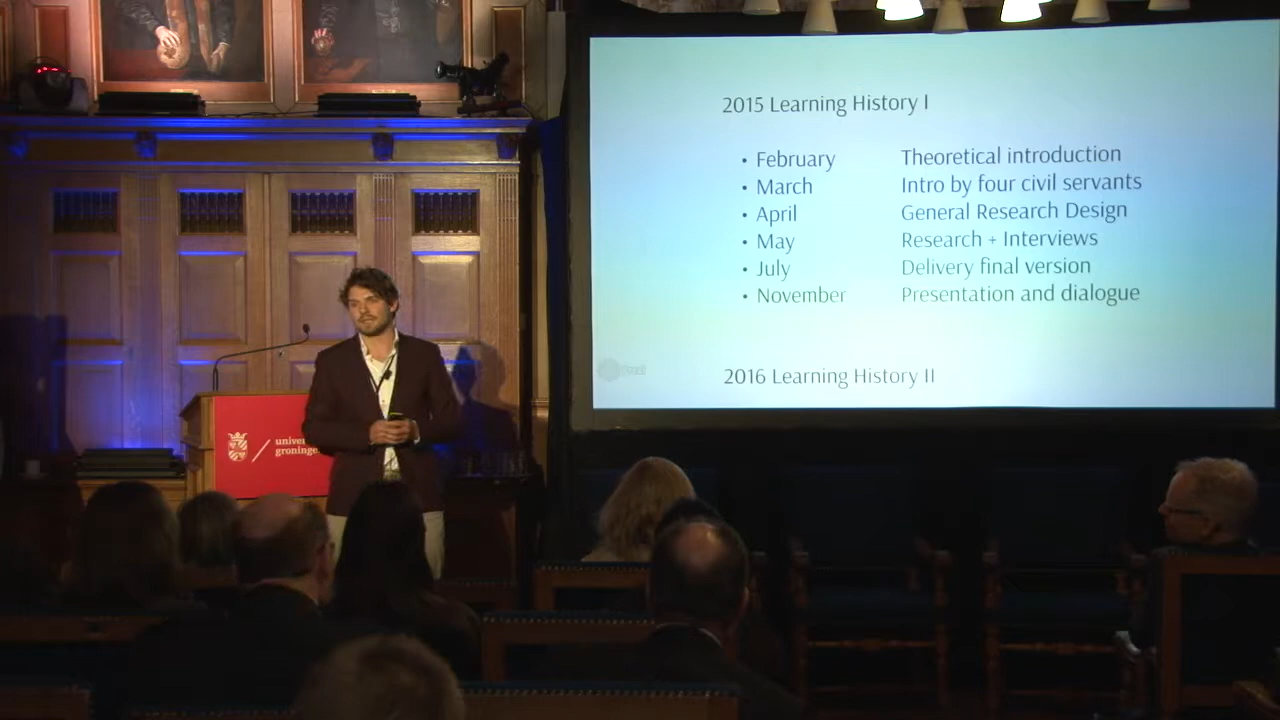 2015 Learning History I
• February Theoretical introduction
• March Intro by four civil servants
• April General Research Design
• May Research + Interviews
• July Delivery final version
• November Presentation and dialogue
2016 Learning History II